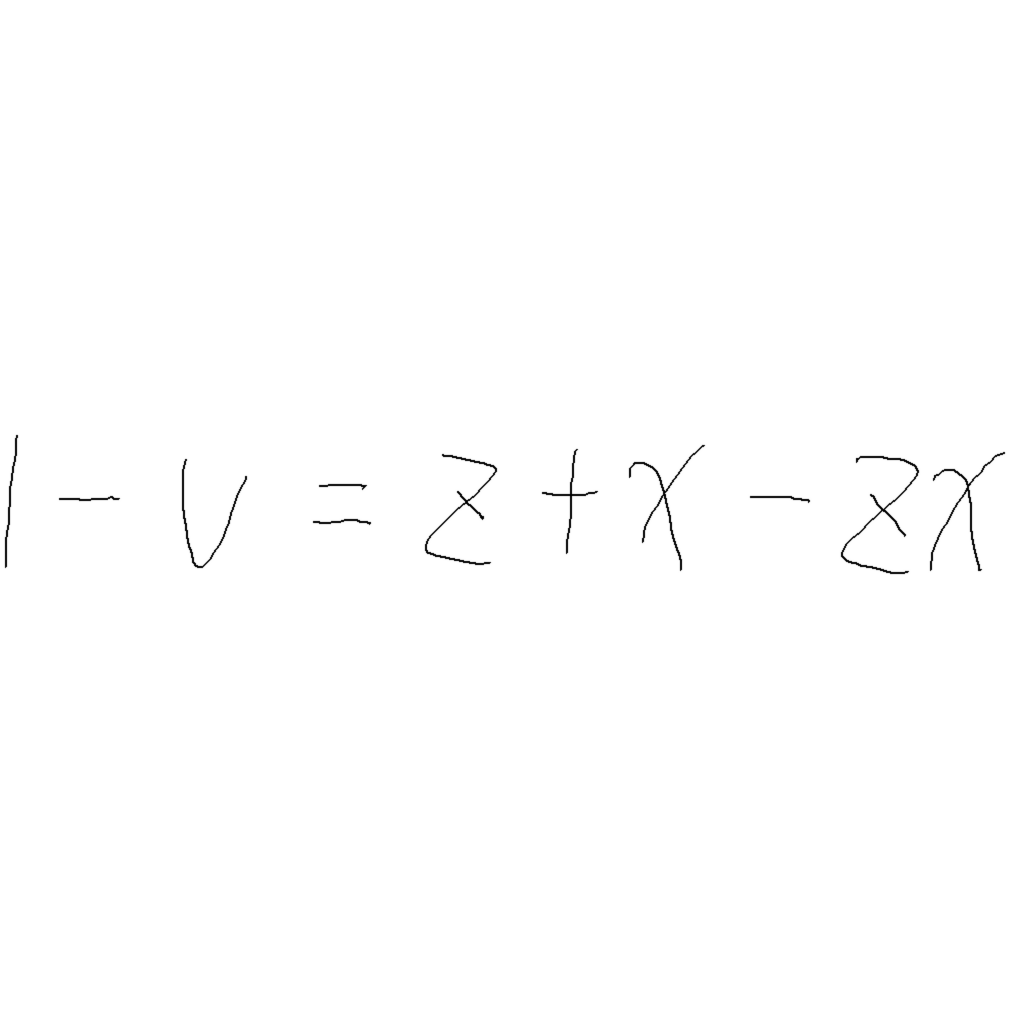 1 - v = z + x - zx